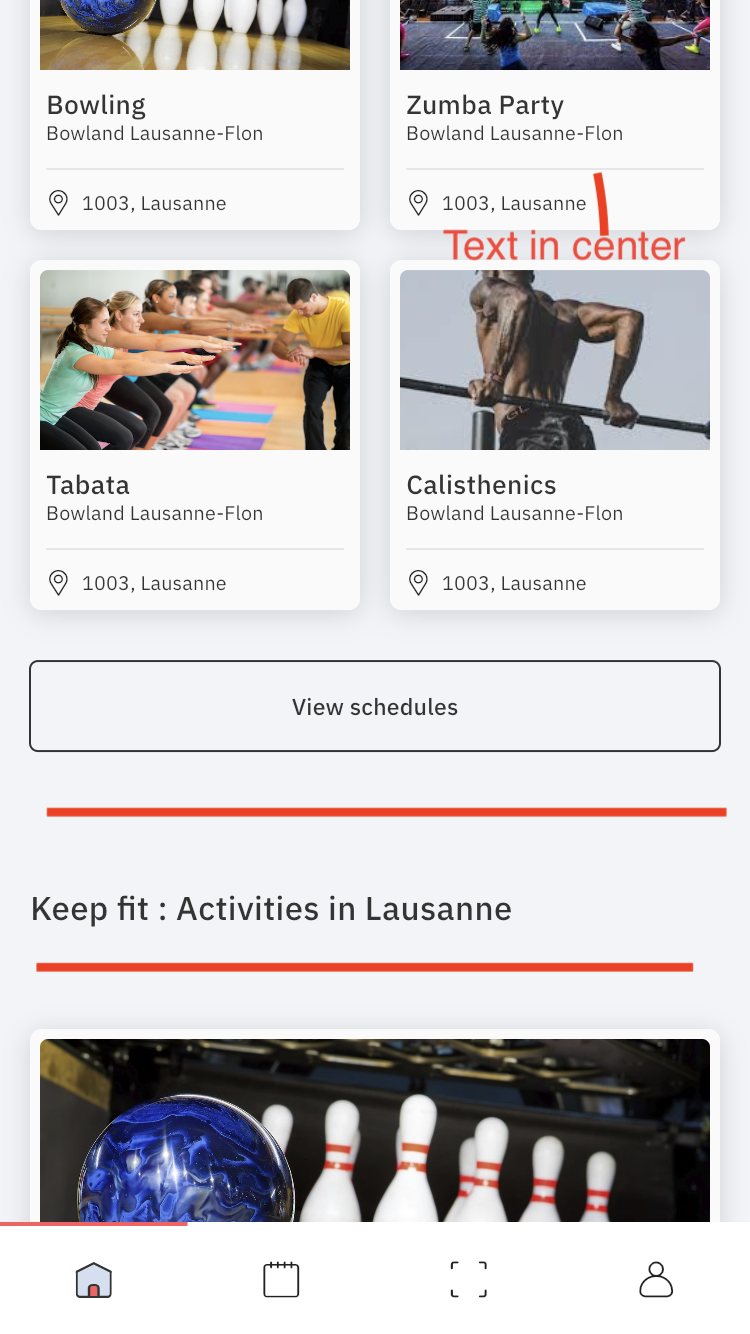 Bowling
Bowland Lausanne-Flon
1003, Lausanne
Zumba Party
Bowland Lausanne-Flon
1003, Lausanne
Text in center
Tabata
Bowland Lausanne-Flon
1003, Lausanne
Calisthenics
Bowland Lausanne-Flon
1003, Lausanne
View schedules
Keep fit : Activities in Lausanne